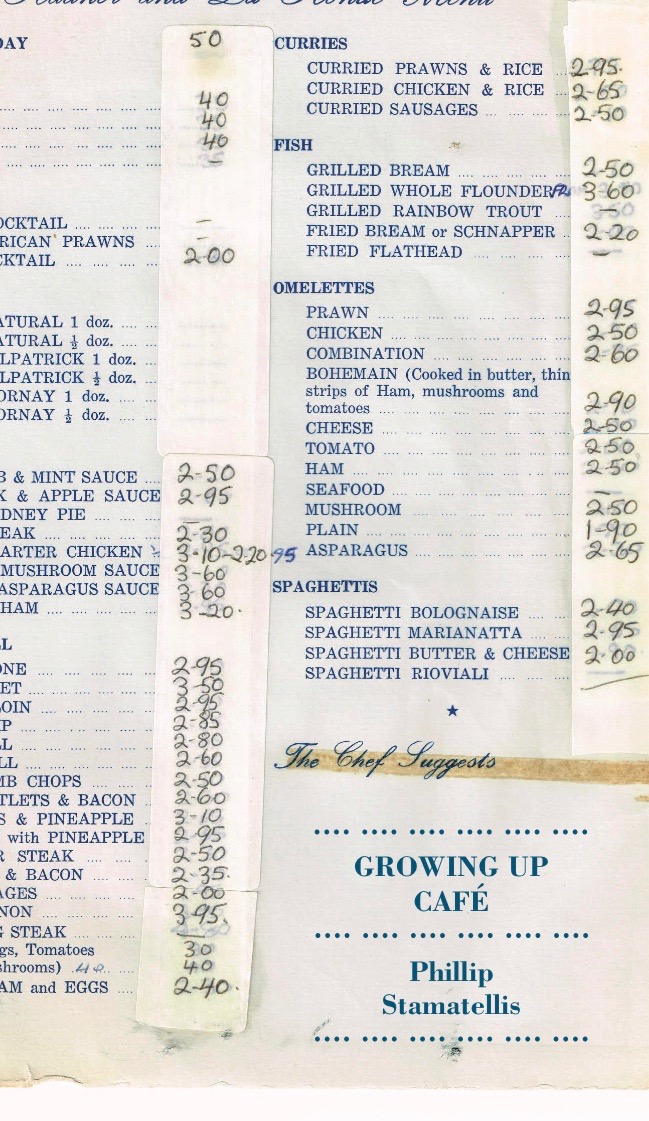 DAY 50
40
40
40
–
OCKTAIL –
RICAN PRAWNS –
CKTAIL 2-00
ATURAL 1 doz.
ATURAL ½ doz.
LPATRICK 1 doz.
LPATRICK ½ doz.
ORNAY 1 doz.
ORNAY ½ doz.
B & MINT SAUCE 2-50
K & APPLE SAUCE 2-95
DNEY PIE –
EAK 2-30
ARTER CHICKEN 3-10-2.20 95
MUSHROOM SAUCE 3-60
ASPARAGUS SAUCE 3-60
HAM 3-20.
LL
ONE 2-95
ET 3-50
LOIN 2-95
MP 2-85
LL 2-80
LL 2-60
MB CHOPS 2-50
TLETS & BACON 2-60
S & PINEAPPLE 3-10
with PINEAPPLE 2-95
R STEAK 2-50
& BACON 2-35.
AGES 2-00
NON 3-95.
G STEAK –
gs, Tomatoes 30
shrooms) 40
AM and EGGS 2-40.
CURRIES
CURRIED PRAWNS & RICE 2-95.
CURRIED CHICKEN & RICE 2-65
CURRIED SAUSAGES 2-50
FISH
GRILLED BREAM 2-50
GRILLED WHOLE FLOUNDER 3-60
GRILLED RAINBOW TROUT –
FRIED BREAM or SCHNAPPER 2-20
FRIED FLATHEAD –
OMELETTES
PRAWN 2-95
CHICKEN 2-50
COMBINATION 2-60
BOHEMAIN (Cooked in butter, thin
strips of Ham, mushrooms and
tomatoes 2-90
CHEESE 2-50
TOMATO 2-50
HAM 2-50
SEAFOOD –
MUSHROOM 2-50
PLAIN 1-90
ASPARAGUS 2-65
SPAGHETTIS
SPAGHETTI BOLOGNAISE 2-40
SPAGHETTI MARIANATTA 2-95
SPAGHETTI BUTTER & CHEESE 2-00
SPAGHETTI RIOVIALI
The Chef Suggests
GROWING UP
CAFÉ
Phillip
Stamatellis